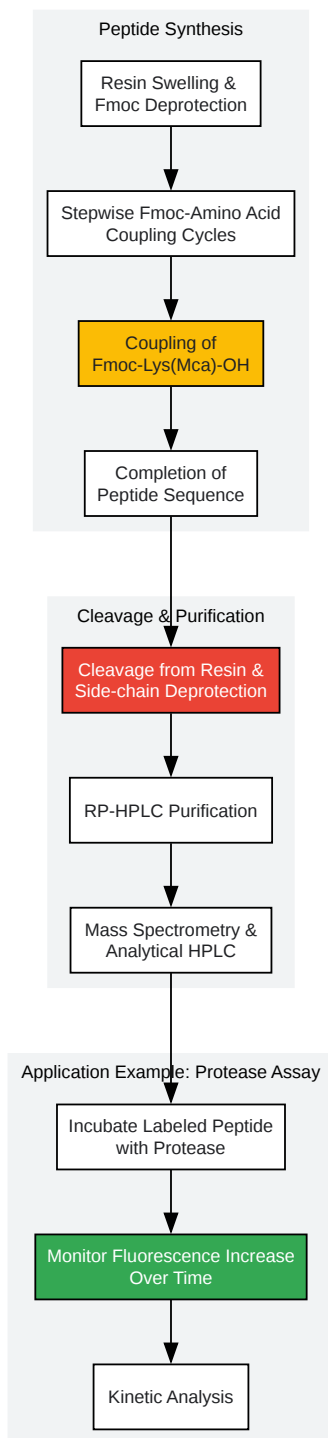 Peptide Synthesis
Resin Swelling &
Fmoc Deprotection
Stepwise Fmoc-Amino Acid
Coupling Cycles
Coupling of
Fmoc-Lys(Mca)-OH
Completion of
Peptide Sequence
Cleavage & Purification
Cleavage from Resin &
Side-chain Deprotection
RP-HPLC Purification
Mass Spectrometry &
Analytical HPLC
Application Example: Protease Assay
Incubate Labeled Peptide
with Protease
Monitor Fluorescence Increase
Over Time
Kinetic Analysis